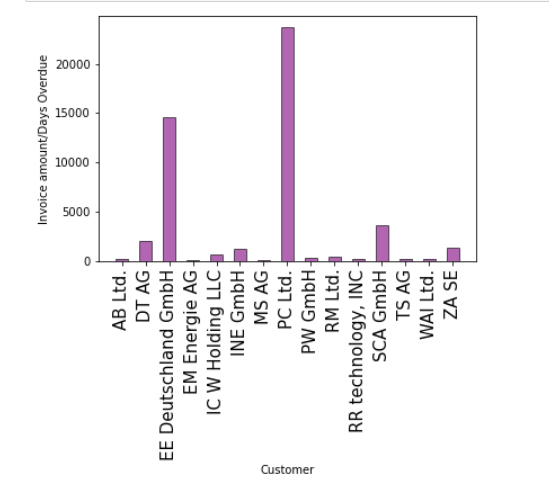 Invoice amount/Days Overdue
20000
15000
10000
5000
0
AB Ltd.
DT AG
EE Deutschland GmbH
EM Energie AG
IC W Holding LLC
INE GmbH
MS AG
PC Ltd.
PW GmbH
RM Ltd.
RR technology, INC
SCA GmbH
TS AG
WAI Ltd.
ZA SE
Customer